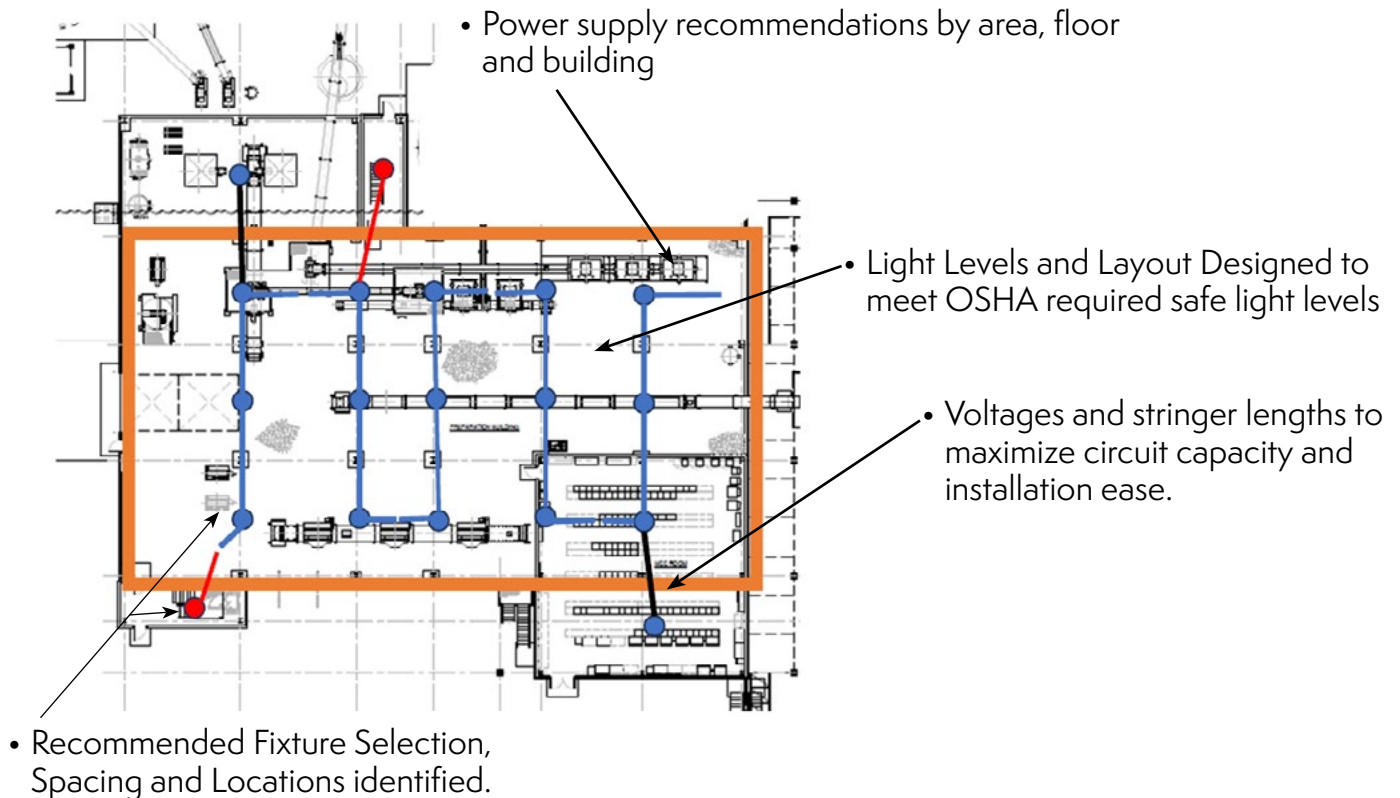 • Power supply recommendations by area, floor
and building
• Light Levels and Layout Designed to
meet OSHA required safe light levels
• Voltages and stringer lengths to
maximize circuit capacity and
installation ease.
PREPARATION BUILDING
• Recommended Fixture Selection,
Spacing and Locations identified.